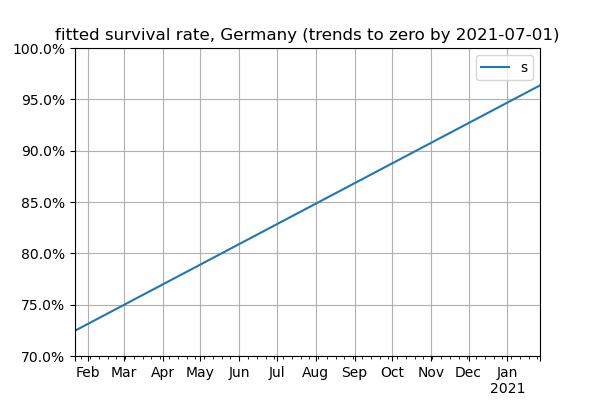 fitted survival rate, Germany (trends to zero by 2021-07-01)
100.0%
95.0%
90.0%
85.0%
80.0%
75.0%
70.0%
s
Feb Mar Apr May Jun Jul Aug Sep Oct Nov Dec Jan
2021